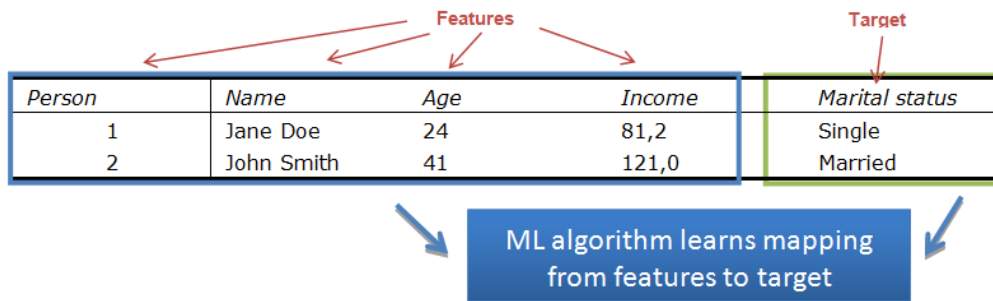 Features Target
Person Name Age Income Marital status
1 Jane Doe 24 81,2 Single
2 John Smith 41 121,0 Married
ML algorithm learns mapping
from features to target